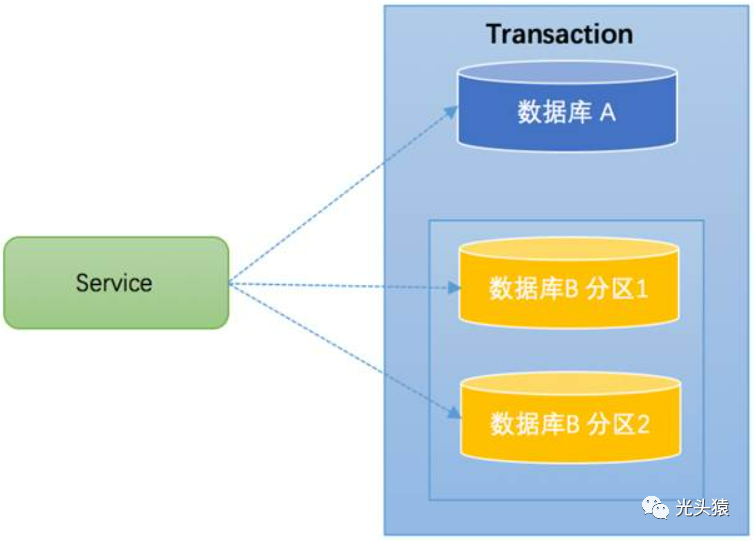 Transaction
数据库 A
Service
数据库B 分区1
数据库B 分区2
光头猿